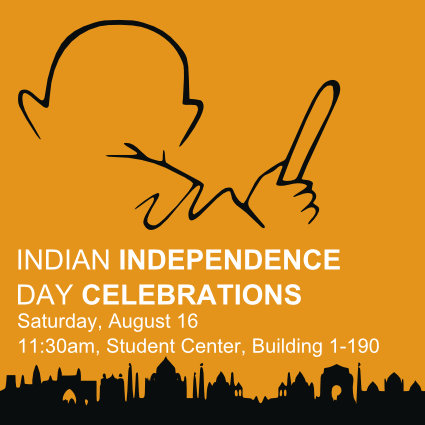 INDIAN INDEPENDENCE
DAY CELEBRATIONS
Saturday, August 16
11:30am, Student Center, Building 1-190